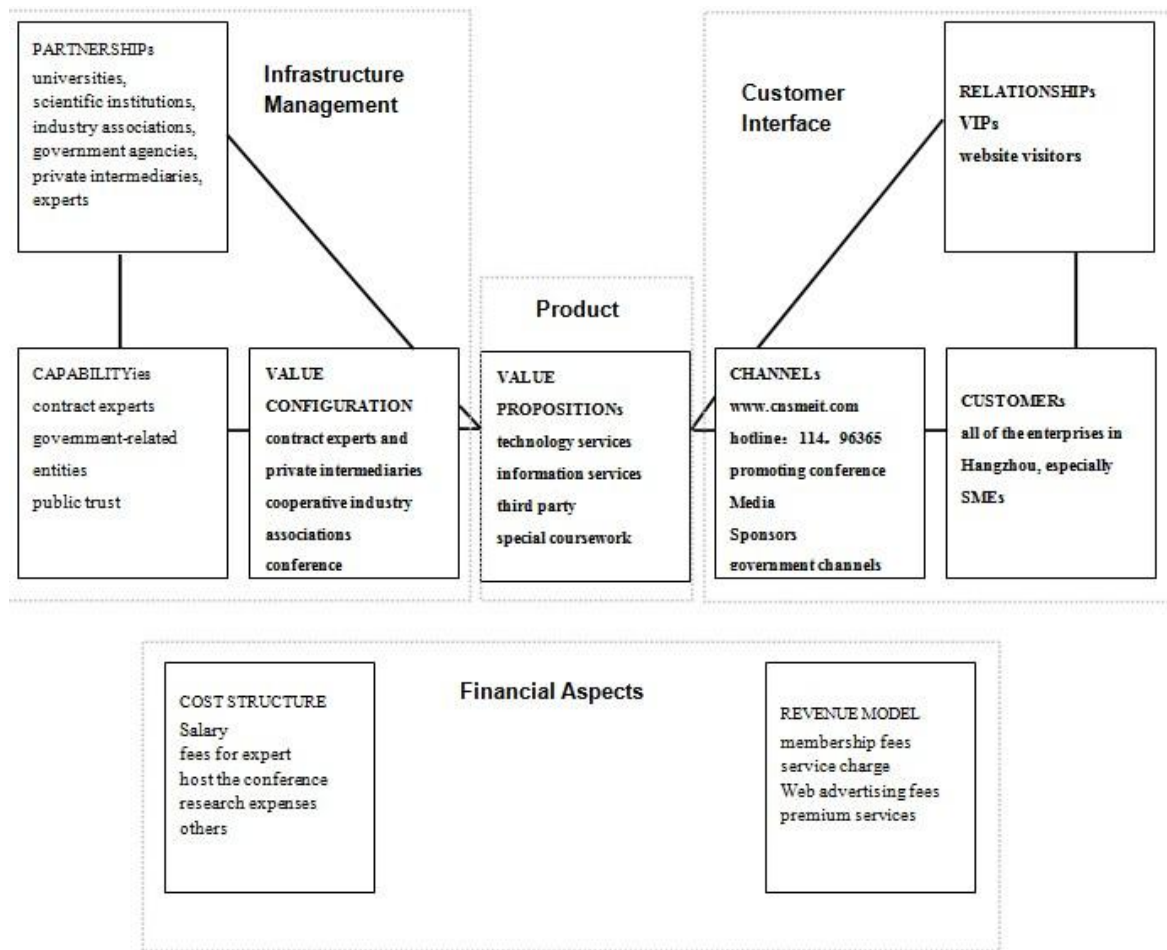 PARTNERSHIPs
universities,
scientific institutions,
industry associations,
government agencies,
private intermediaries,
experts
Infrastructure
Management
Customer
Interface
RELATIONSHIPs
VIPs
website visitors
Product
CAPABILITYies
contract experts
government-related
entities
public trust
VALUE
CONFIGURATION
contract experts and
private intermediaries
cooperative industry
associations
conference
VALUE
PROPOSITIONs
technology services
information services
third party
special coursework
CHANNELs
www.cnsmeit.com
hotline：114，96365
promoting conference
Media
Sponsors
government channels
CUSTOMERs
all of the enterprises in
Hangzhou, especially
SMEs
Financial Aspects
COST STRUCTURE
Salary
fees for expert
host the conference
research expenses
others
REVENUE MODEL
membership fees
service charge
Web advertising fees
premium services